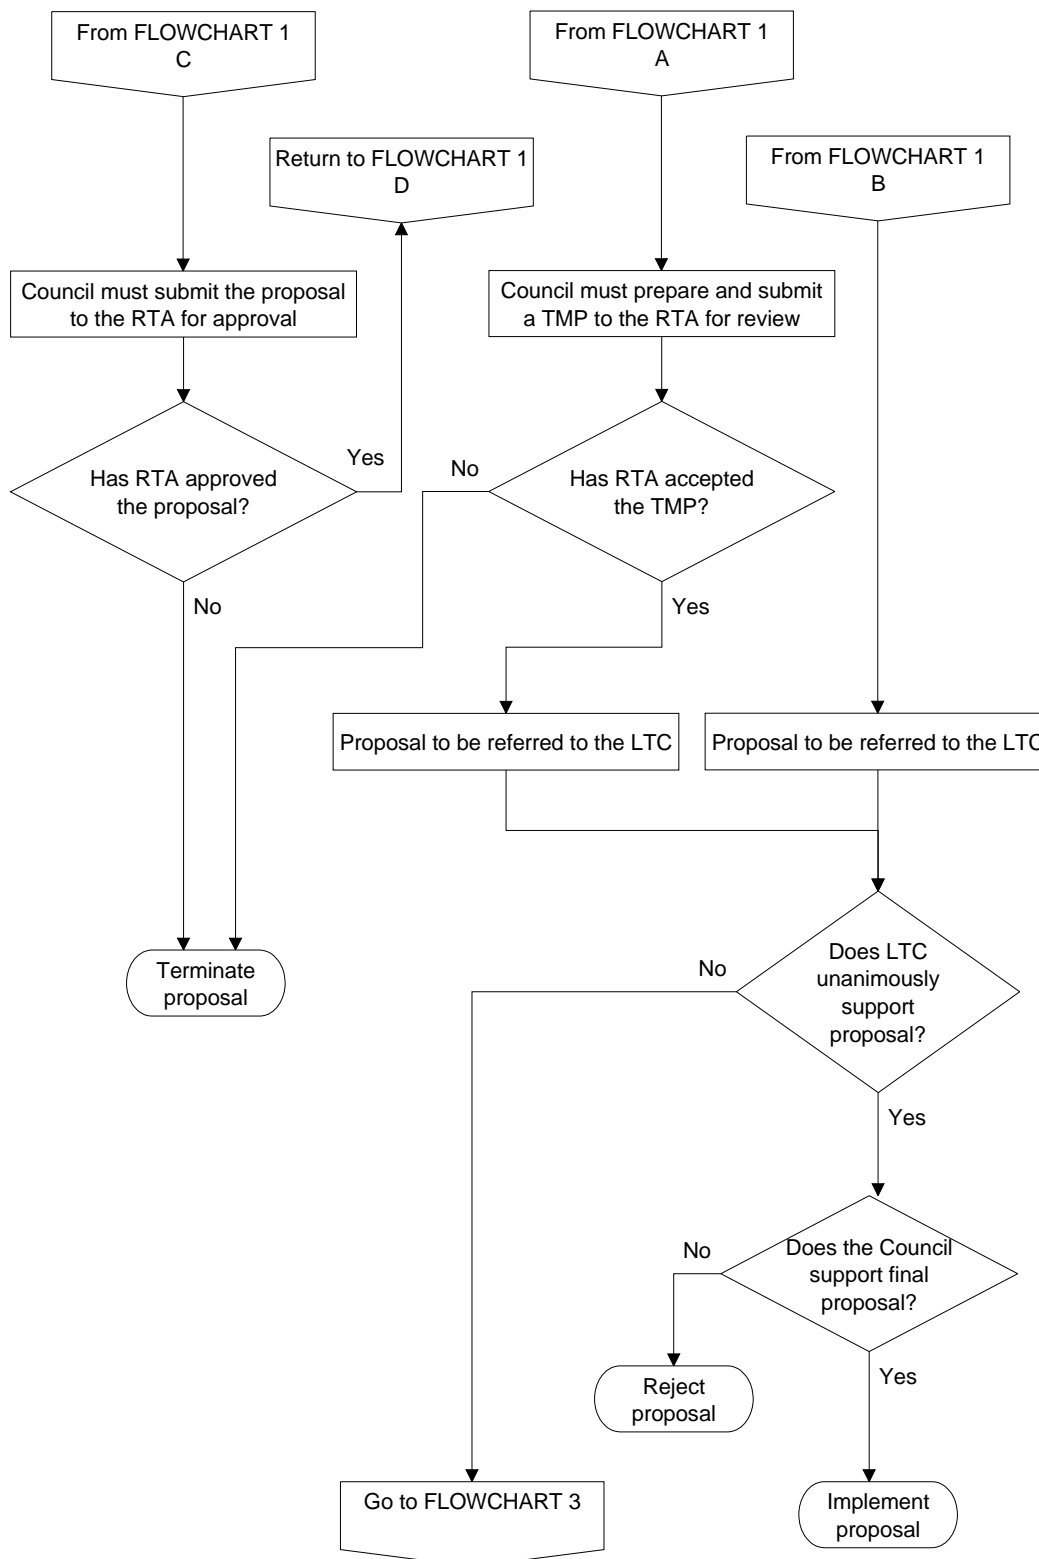 From FLOWCHART 1
C
From FLOWCHART 1
A
Return to FLOWCHART 1
D
From FLOWCHART 1
B
Council must submit the proposal
to the RTA for approval
Council must prepare and submit
a TMP to the RTA for review
Has RTA approved
the proposal?
Yes
No
Has RTA accepted
the TMP?
No
Yes
Proposal to be referred to the LTC
Proposal to be referred to the LTC
Terminate
proposal
Does LTC
unanimously
support
proposal?
No
Yes
Does the Council
support final
proposal?
No
Yes
Reject
proposal
Go to FLOWCHART 3
Implement
proposal